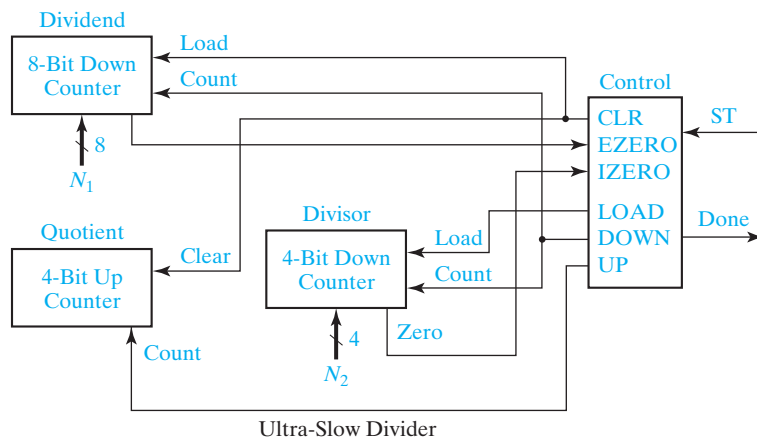 Dividend
8-Bit Down
Counter
Load
Count
8
N1
Control
CLR
EZERO
IZERO
LOAD
DOWN
UP
ST
Done
Quotient
4-Bit Up
Counter
Clear
Count
Divisor
4-Bit Down
Counter
Load
Count
Zero
4
N2
Ultra-Slow Divider